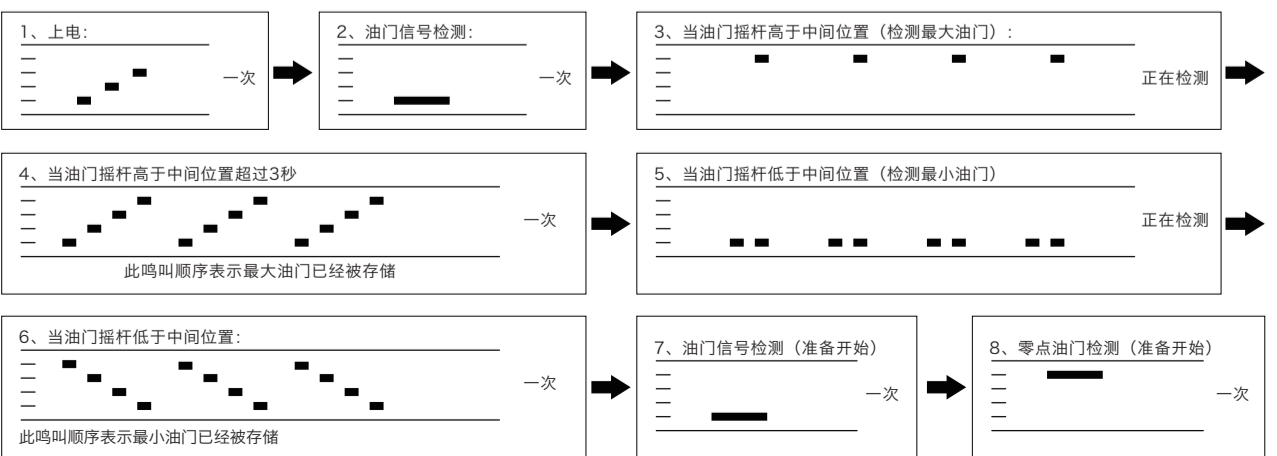 1、上电:
一次
2、油门信号检测:
一次
3、当油门摇杆高于中间位置（检测最大油门）:
正在检测
4、当油门摇杆高于中间位置超过3秒
一次
此鸣叫顺序表示最大油门已经被存储
5、当油门摇杆低于中间位置（检测最小油门）
正在检测
6、当油门摇杆低于中间位置:
一次
此鸣叫顺序表示最小油门已经被存储
7、油门信号检测（准备开始）
一次
8、零点油门检测（准备开始）
一次